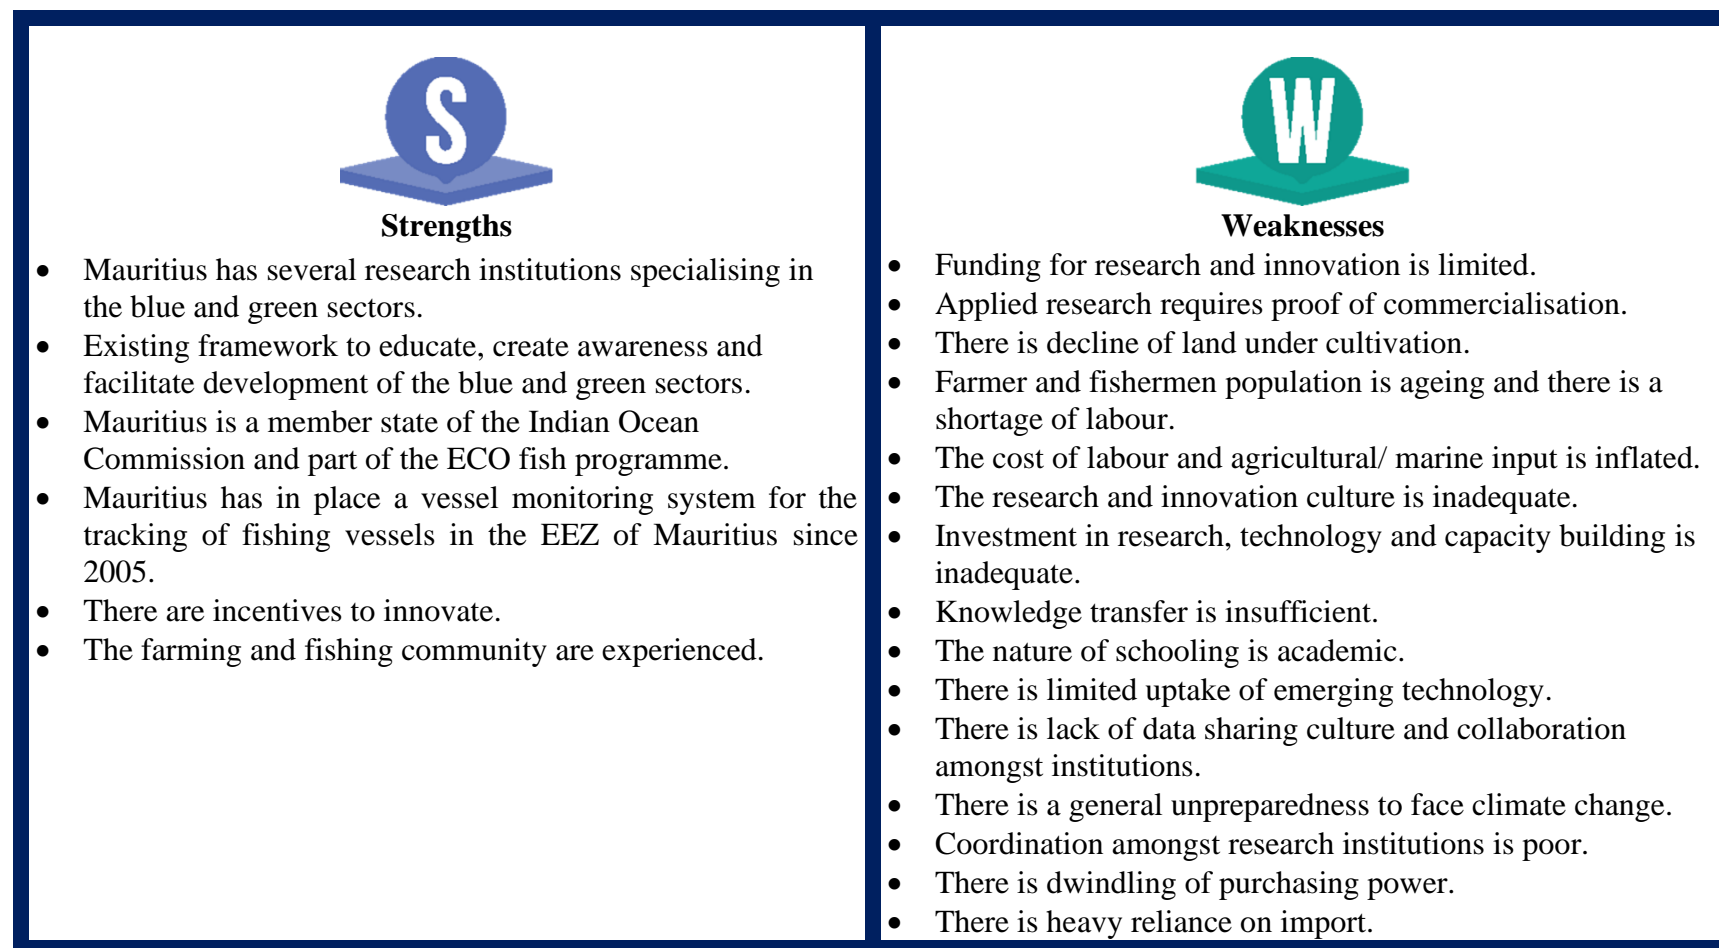 S
Strengths
• Mauritius has several research institutions specialising in
the blue and green sectors.
• Existing framework to educate, create awareness and
facilitate development of the blue and green sectors.
• Mauritius is a member state of the Indian Ocean
Commission and part of the ECO fish programme.
• Mauritius has in place a vessel monitoring system for the
tracking of fishing vessels in the EEZ of Mauritius since
2005.
• There are incentives to innovate.
• The farming and fishing community are experienced.
W
Weaknesses
• Funding for research and innovation is limited.
• Applied research requires proof of commercialisation.
• There is decline of land under cultivation.
• Farmer and fishermen population is ageing and there is a
shortage of labour.
• The cost of labour and agricultural/ marine input is inflated.
• The research and innovation culture is inadequate.
• Investment in research, technology and capacity building is
inadequate.
• Knowledge transfer is insufficient.
• The nature of schooling is academic.
• There is limited uptake of emerging technology.
• There is lack of data sharing culture and collaboration
amongst institutions.
• There is a general unpreparedness to face climate change.
• Coordination amongst research institutions is poor.
• There is dwindling of purchasing power.
• There is heavy reliance on import.